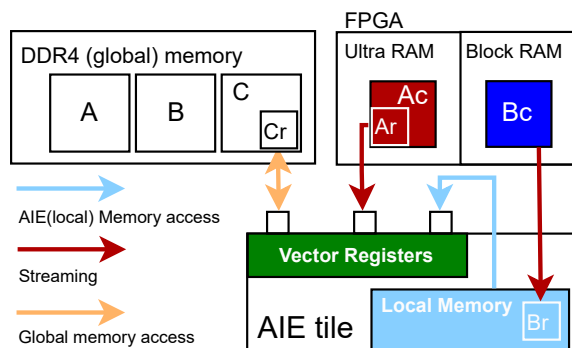 FPGA
DDR4 (global) memory
Ultra RAM
Block RAM
A
B
C
Cr
Ac
Ar
Bc
AIE(local) Memory access
Streaming
Global memory access
Vector Registers
Local Memory
Br
AIE tile